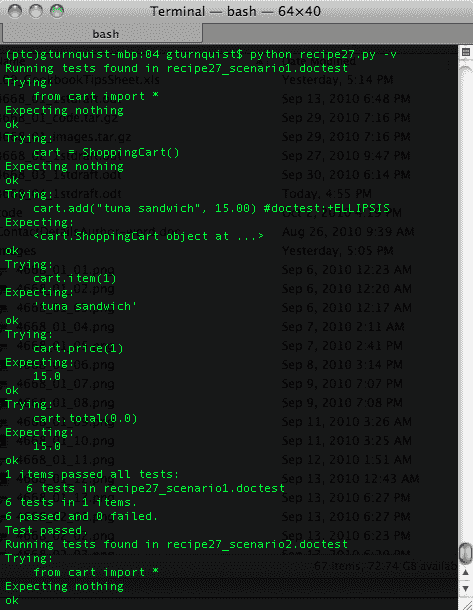 Terminal — bash — 64×40
bash
(ptc)gturnquist-mbp:04 gturnquist$ python recipe27.py -v
Running tests found in recipe27_scenario1.doctest
Trying:
    from cart import *
Expecting nothing
ok
Trying:
    cart = ShoppingCart()
Expecting nothing
ok
Trying:
    cart.add("tuna sandwich", 15.00) #doctest:+ELLIPSIS
Expecting:
    <cart.ShoppingCart object at ...>
ok
Trying:
    cart.item(1)
Expecting:
    'tuna sandwich'
ok
Trying:
    cart.price(1)
Expecting:
    15.0
ok
Trying:
    cart.total(0.0)
Expecting:
    15.0
ok
1 items passed all tests:
   6 tests in recipe27_scenario1.doctest
6 tests in 1 items.
6 passed and 0 failed.
Test passed.
Running tests found in recipe27_scenario2.doctest
Trying:
    from cart import *
Expecting nothing
ok